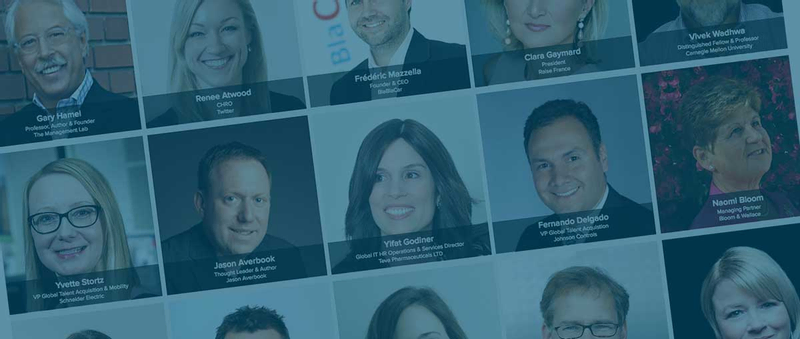 BlaC
Gary Hamel
Professor, Author & Founder
The Management Lab
Renee Atwood
CHRO
Twitter
Frédéric Mazzella
Founder & CEO
BlaBlaCar
Clara Gaymard
President
Raise France
Vivek Wadhwa
Distinguished Fellow & Professor
Carnegie Mellon University
Yvette Stortz
VP Global Talent Acquisition & Mobility
Schneider Electric
Jason Averbook
Thought Leader & Author
Jason Averbook
Yifat Godiner
Global IT HR Operations & Services Director
Teva Pharmaceuticals LTD
Fernando Delgado
VP Global Talent Acquisition
Johnson Controls
Naomi Bloom
Managing Partner
Bloom & Wallace